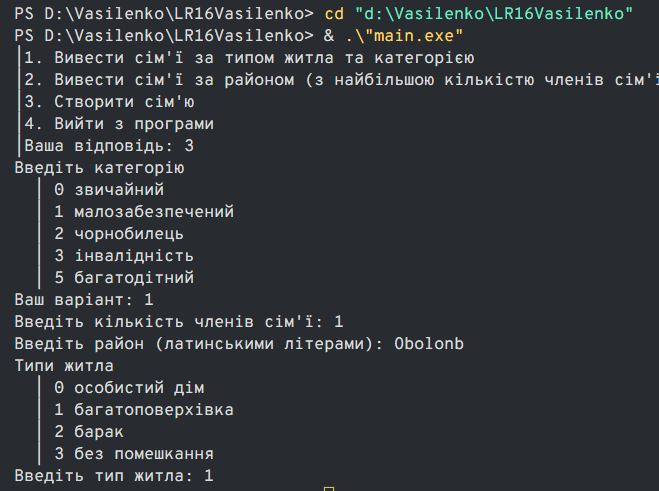 PS D:\Vasilenko\LR16Vasilenko> cd "d:\Vasilenko\LR16Vasilenko"
PS D:\Vasilenko\LR16Vasilenko> & .\"main.exe"
|1. Вивести сім'ї за типом житла та категорією
|2. Вивести сім'ї за районом (з найбільшою кількістю членів сім'ї
|3. Створити сім'ю
|4. Вийти з програми
|Ваша відповідь: 3
Введіть категорію
| 0 звичайний
| 1 малозабезпечений
| 2 чорнобилець
| 3 інвалідність
| 5 багатодітний
Ваш варіант: 1
Введіть кількість членів сім'ї: 1
Введіть район (латинськими літерами): Obolonb
Типи житла
| 0 особистий дім
| 1 багатоповерхівка
| 2 барак
| 3 без помешкання
Введіть тип житла: 1